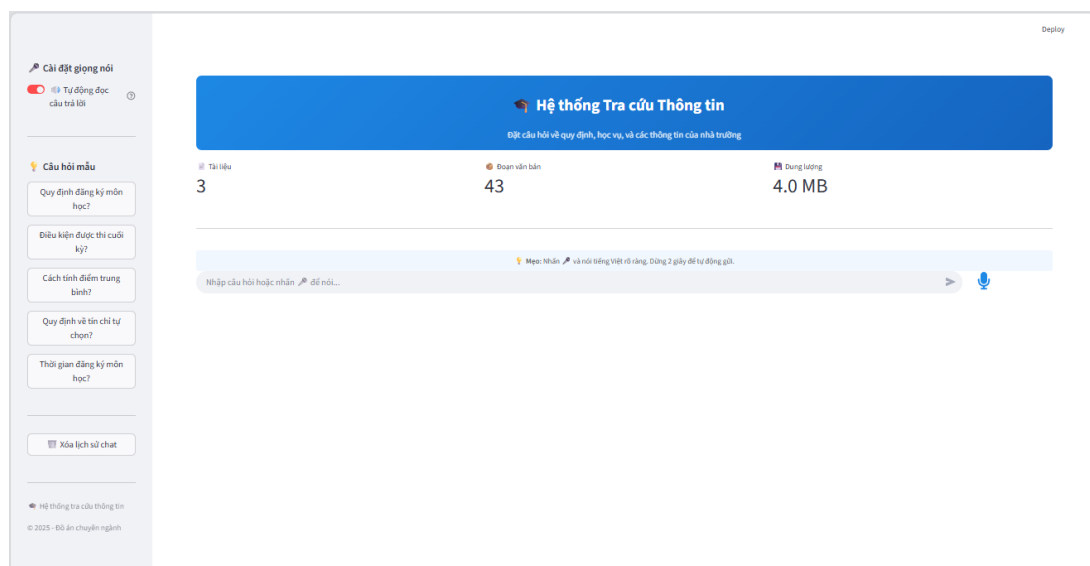 Deploy
Cài đặt giọng nói
Tự động đọc
câu trả lời
Câu hỏi mẫu
Quy định đăng ký môn
học?
Điều kiện được thi cuối
kỳ?
Cách tính điểm trung
bình?
Quy định về tín chỉ tự
chọn?
Thời gian đăng ký môn
học?
Xóa lịch sử chat
Hệ thống tra cứu thông tin
© 2025 - Đồ án chuyên ngành
Hệ thống Tra cứu Thông tin
Đặt câu hỏi về quy định, học vụ, và các thông tin của nhà trường
Tài liệu
3
Đoạn văn bản
43
Dung lượng
4.0 MB
Mẹo: Nhấn 🎤 và nói tiếng Việt rõ ràng. Dừng 2 giây để tự động gửi.
Nhập câu hỏi hoặc nhấn 🎤 để nói...